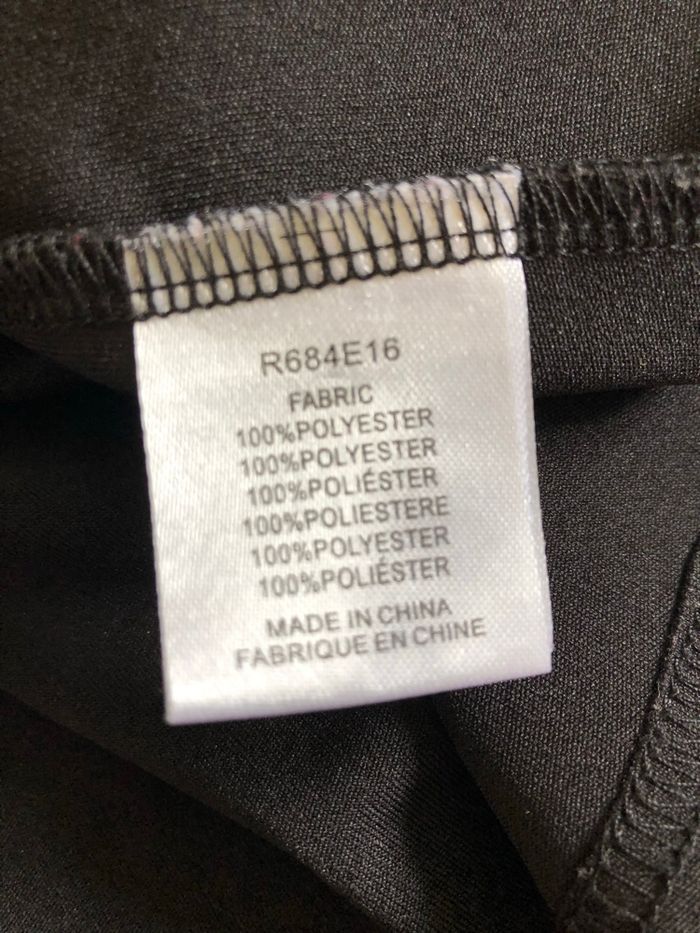 R684E16
FABRIC
100%POLYESTER
100%POLYESTER
100%POLIÉSTER
100%POLIESTERE
100%POLYESTER
100%POLIÉSTER
MADE IN CHINA
FABRIQUE EN CHINE